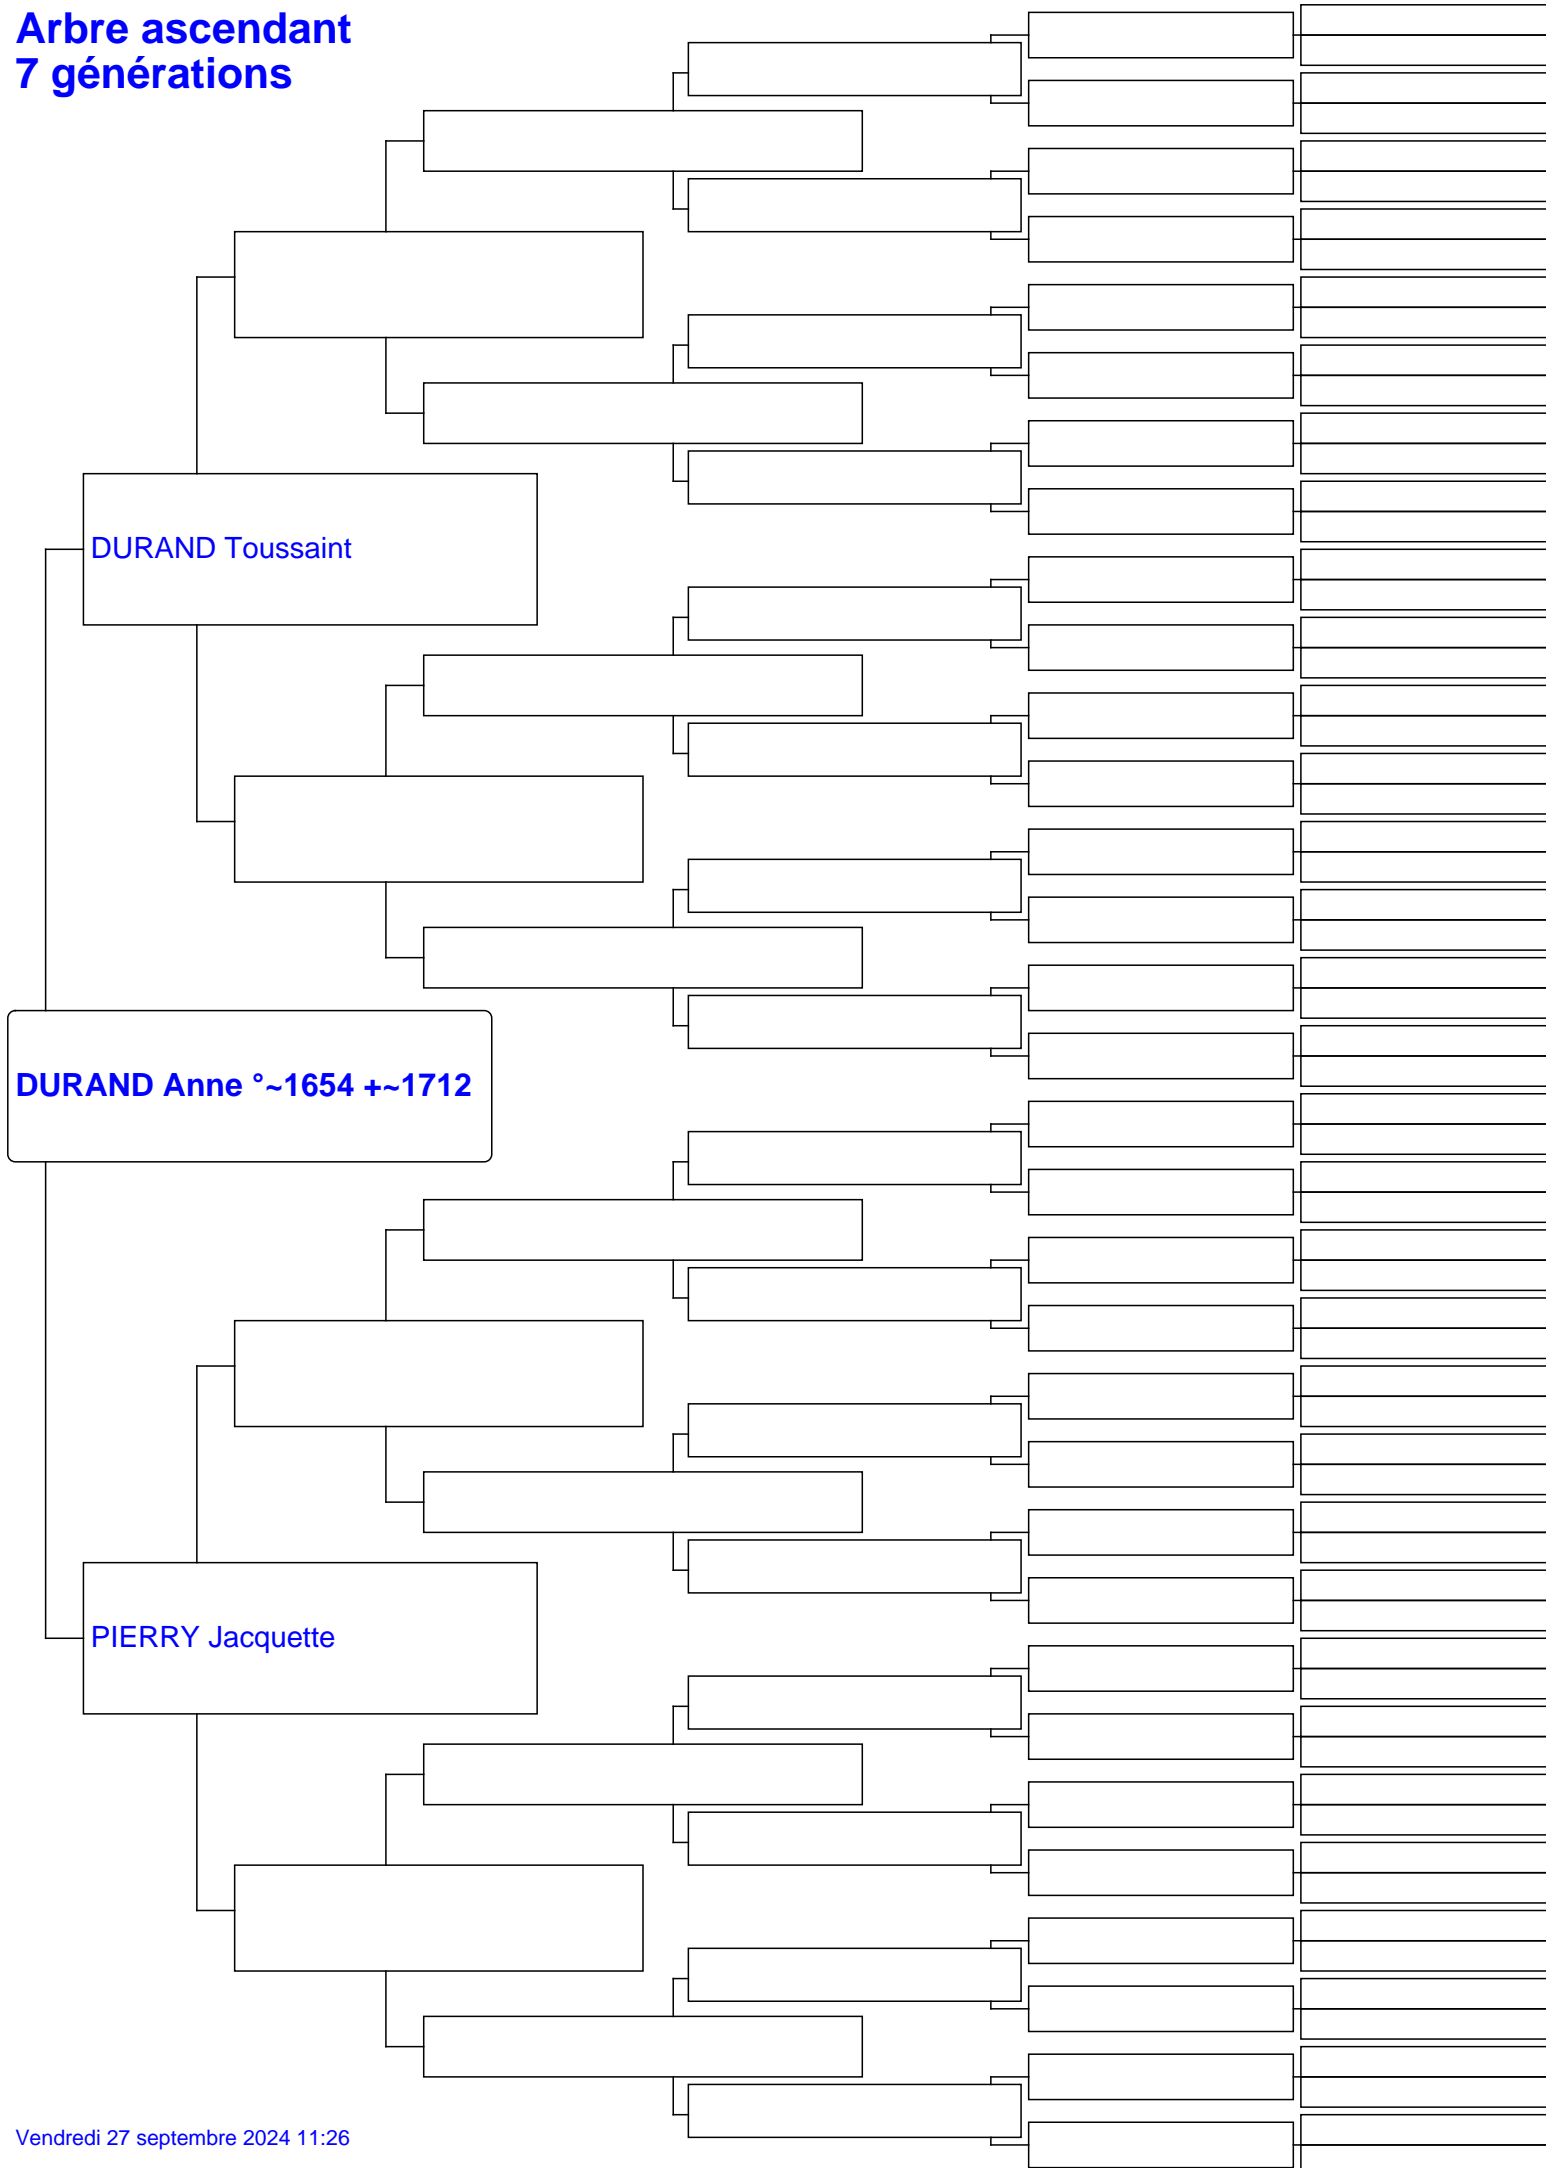 Arbre ascendant
7 générations
DURAND Toussaint
DURAND Anne °~1654 +~1712
PIERRY Jacquette
Vendredi 27 septembre 2024 11:26